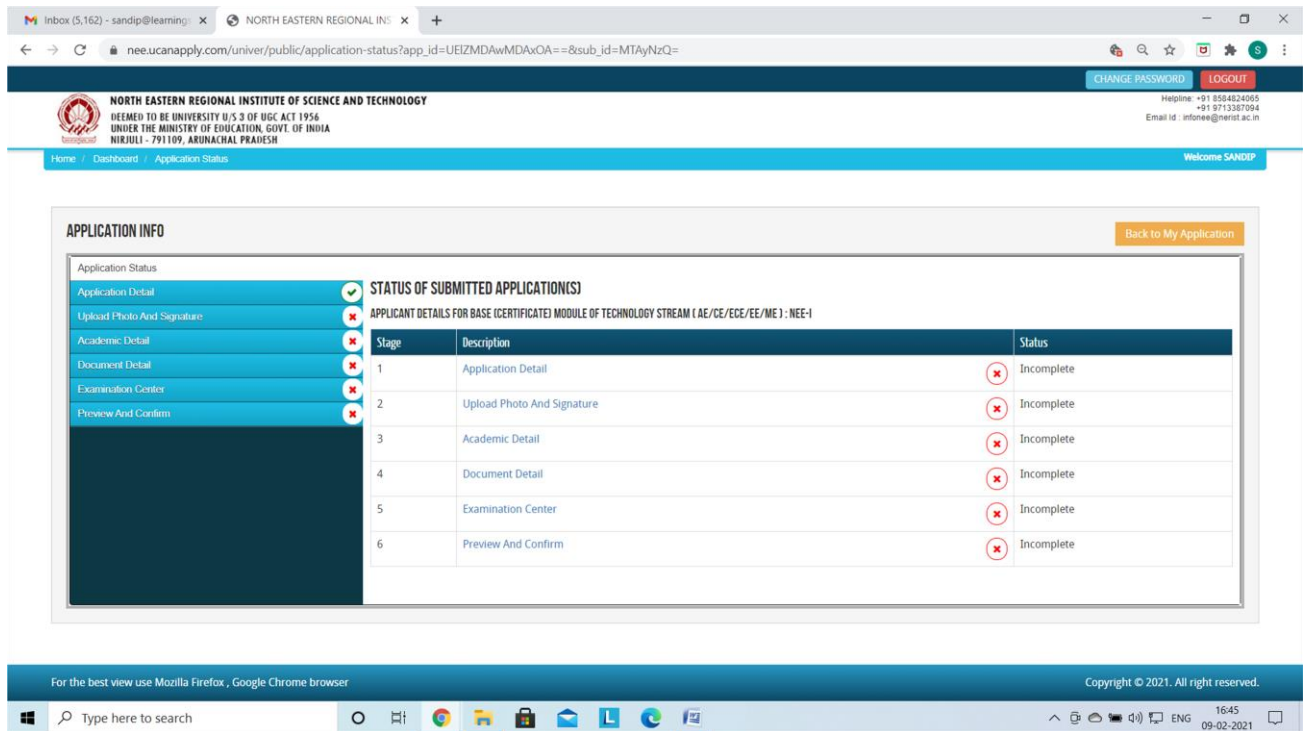 Inbox (5,162) - sandip@learning
NORTH EASTERN REGIONAL INS
nee.ucanapply.com/univer/public/application-status?app_id=UElZMDAwMDAxOA==&sub_id=MTAyNzQ=
S
CHANGE PASSWORD
LOGOUT
NORTH EASTERN REGIONAL INSTITUTE OF SCIENCE AND TECHNOLOGY
DEEMED TO BE UNIVERSITY U/S 3 OF UGC ACT 1956
UNDER THE MINISTRY OF EDUCATION, GOVT. OF INDIA
NIRJULI - 791109, ARUNACHAL PRADESH
Helpline: +91 8584824065
+91 9713387094
Email Id : infonee@nerist.ac.in
Home / Dashboard / Application Status
Welcome SANDIP
APPLICATION INFO
Back to My Application
Application Status
Application Detail
Upload Photo And Signature
Academic Detail
Document Detail
Examination Center
Preview And Confirm
STATUS OF SUBMITTED APPLICATION(S)
APPLICANT DETAILS FOR BASE (CERTIFICATE) MODULE OF TECHNOLOGY STREAM ( AE/CE/ECE/EE/ME ) : NEE-I
Stage Description Status
1 Application Detail Incomplete
2 Upload Photo And Signature Incomplete
3 Academic Detail Incomplete
4 Document Detail Incomplete
5 Examination Center Incomplete
6 Preview And Confirm Incomplete
For the best view use Mozilla Firefox , Google Chrome browser
Copyright © 2021. All right reserved.
Type here to search
L
ENG
16:45
09-02-2021